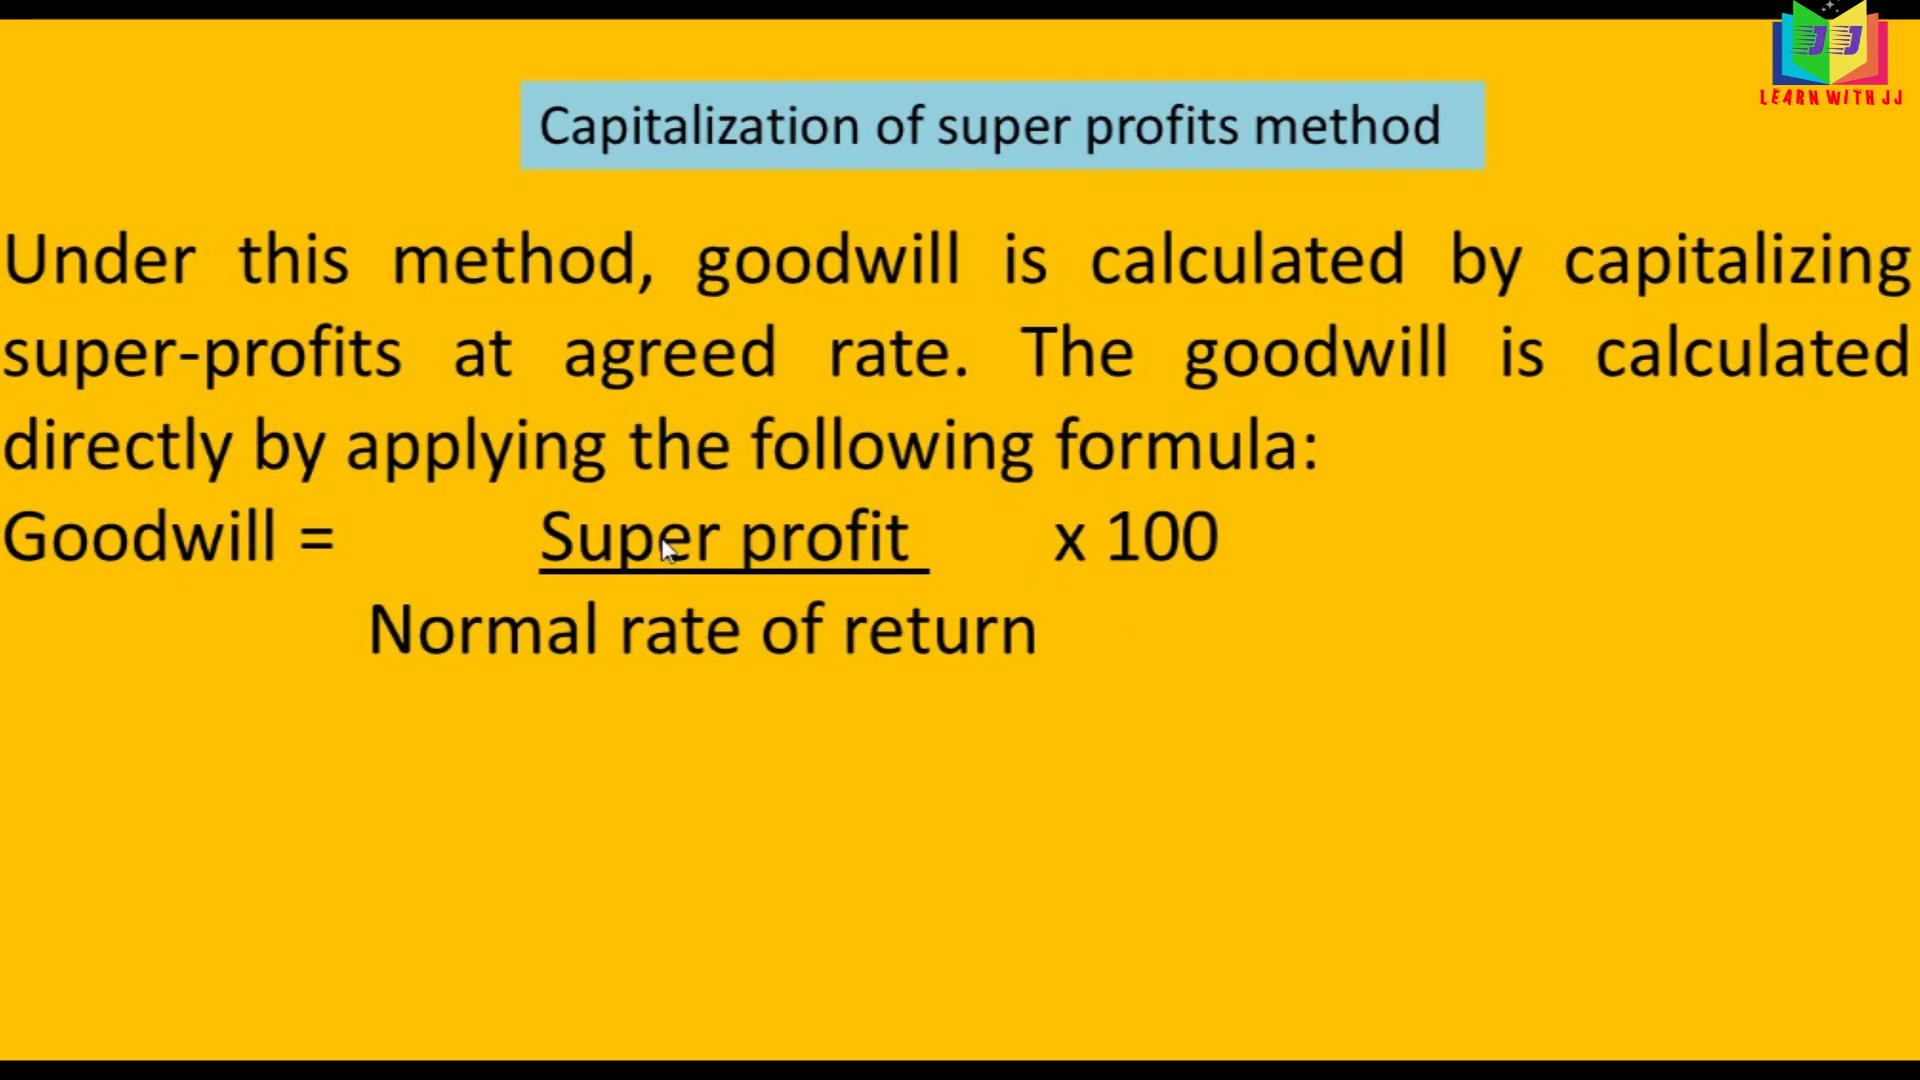 JJ
LEARN WITH JJ
Capitalization of super profits method
Under this method, goodwill is calculated by capitalizing
super-profits at agreed rate. The goodwill is calculated
directly by applying the following formula:
Goodwill = Super profit x 100
Normal rate of return